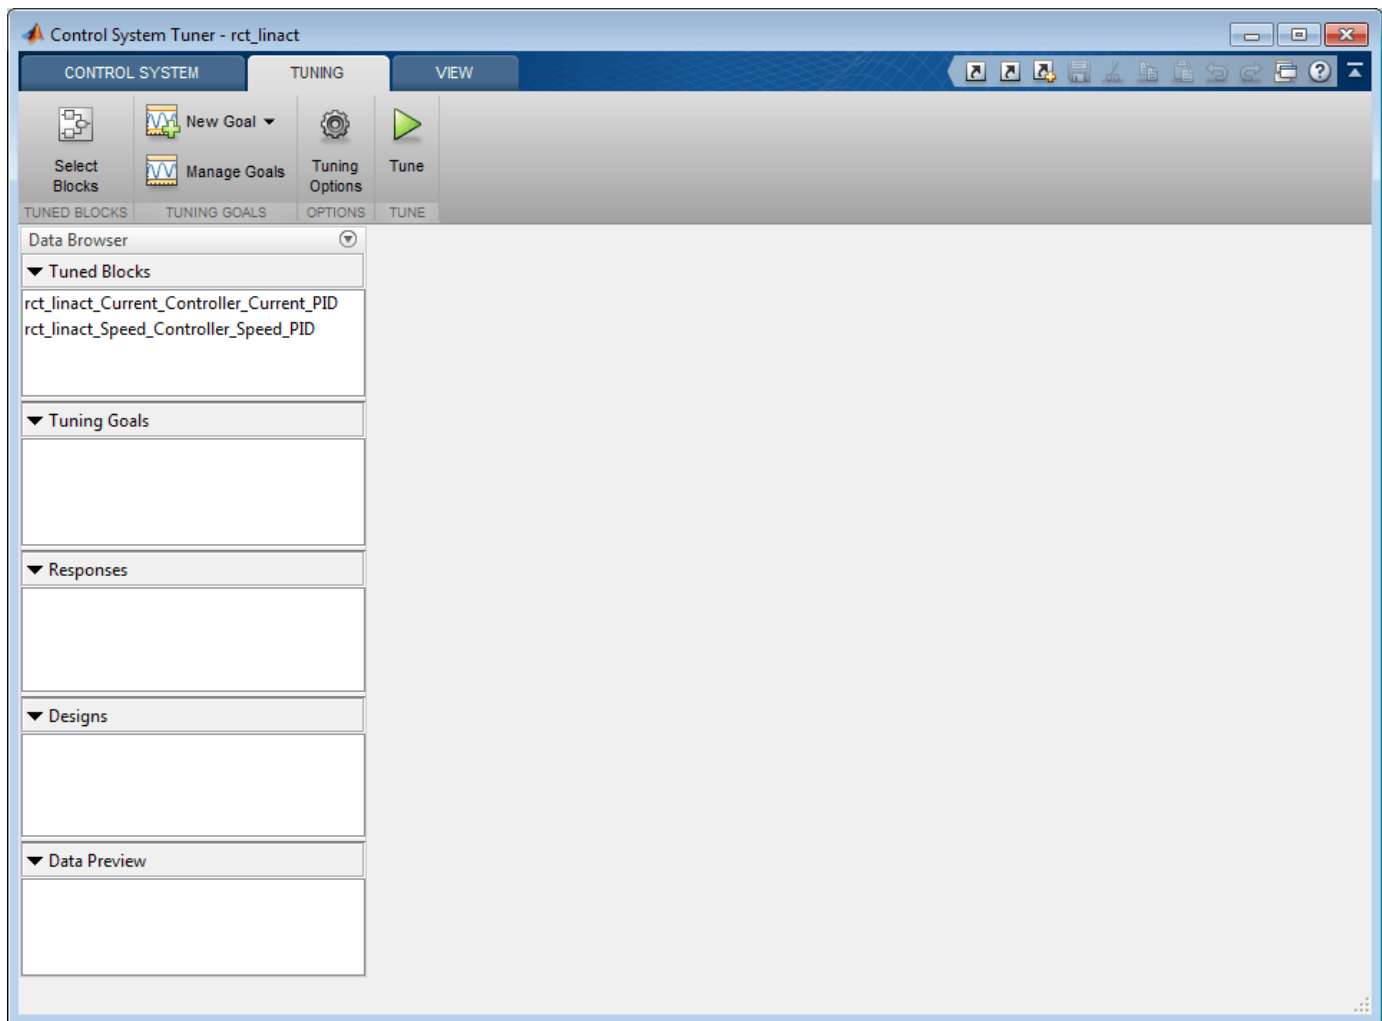 Control System Tuner - rct_linact
CONTROL SYSTEM
TUNING
VIEW
Select
Blocks
New Goal
Manage Goals
Tuning
Options
Tune
TUNED BLOCKS
TUNING GOALS
OPTIONS
TUNE
Data Browser
Tuned Blocks
rct_linact_Current_Controller_Current_PID
rct_linact_Speed_Controller_Speed_PID
Tuning Goals
Responses
Designs
Data Preview